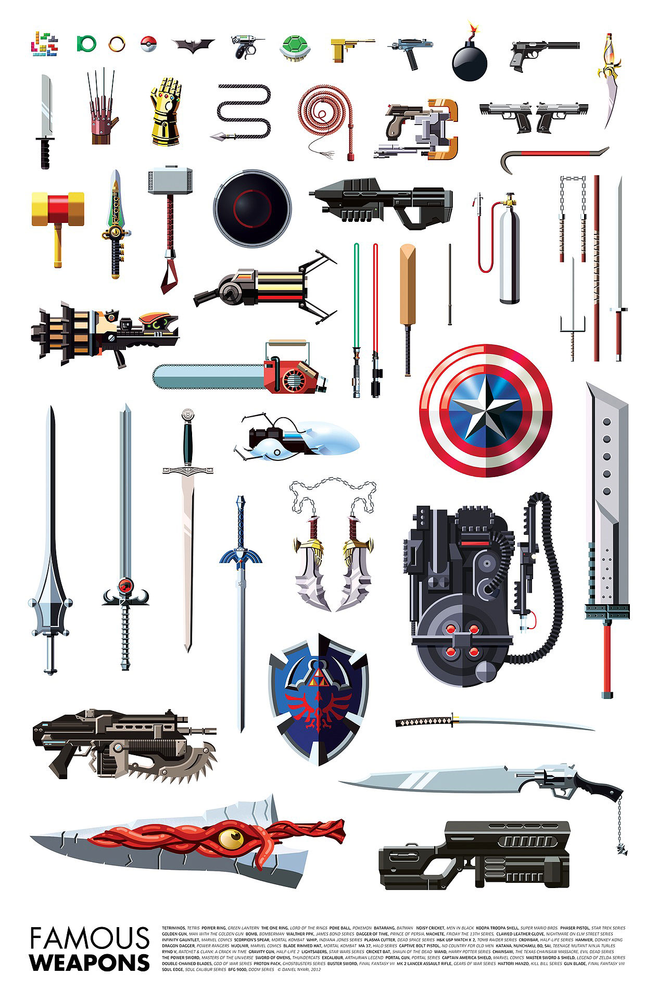 FAMOUS
WEAPONS
TETRIMINOS, TETRIS POWER RING, GREEN LANTERN THE ONE RING, LORD OF THE RINGS POKE BALL, POKEMON BATARANG, BATMAN NOISY CRICKET, MEN IN BLACK KOOPA TROOPA SHELL, SUPER MARIO BROS. PHASER PISTOL, STAR TREK SERIES
GOLDEN GUN, MAN WITH THE GOLDEN GUN BOMB, BOMBERMAN WALTHER PPK, JAMES BOND SERIES DAGGER OF TIME, PRINCE OF PERSIA, MACHETE, FRIDAY THE 13TH SERIES, CLAWED LEATHER GLOVE, NIGHTMARE ON ELM STREET SERIES
INFINITY GAUNTLET, MARVEL COMICS SCORPION'S SPEAR, MORTAL KOMBAT WHIP, INDIANA JONES SERIES PLASMA CUTTER, DEAD SPACE SERIES H&K USP MATCH X 2, TOMB RAIDER SERIES CROWBAR, HALF-LIFE SERIES HAMMER, DONKEY KONG
DRAGON DAGGER, POWER RANGERS MJOLNIR, MARVEL COMICS BLADE RIMMED HAT, MORTAL KOMBAT MA 37, HALO SERIES CAPTIVE BOLT PISTOL, NO COUNTRY FOR OLD MEN KATANA, NUNCHAKU, BO, SAI, TEENAGE MUTANT NINJA TURLES
RYNO V, RATCHET & CLANK: A CRACK IN TIME GRAVITY GUN, HALF-LIFE 2 LIGHTSABERS, STAR WARS SERIES CRICKET BAT, SHAUN OF THE DEAD WAND, HARRY POTTER SERIES CHAINSAW, THE TEXAS CHAINSAW MASSACRE, EVIL DEAD SERIES
THE POWER SWORD, MASTERS OF THE UNIVERSE SWORD OF OMENS, THUNDERCATS EXCALIBUR, ARTHURIAN LEGEND PORTAL GUN, PORTAL SERIES CAPTAIN AMERICA SHIELD, MARVEL COMICS MASTER SWORD & SHIELD, LEGEND OF ZELDA SERIES
DOUBLE-CHAINED BLADES, GOD OF WAR SERIES PROTON PACK, GHOSTBUSTERS SERIES BUSTER SWORD, FINAL FANTASY VII MK 2 LANCER ASSAULT RIFLE, GEARS OF WAR SERIES HATTORI HANZO, KILL BILL SERIES GUN BLADE, FINAL FANTASY VIII
SOUL EDGE, SOUL CALIBUR SERIES BFG 9000, DOOM SERIES © DANIEL NYARI, 2012